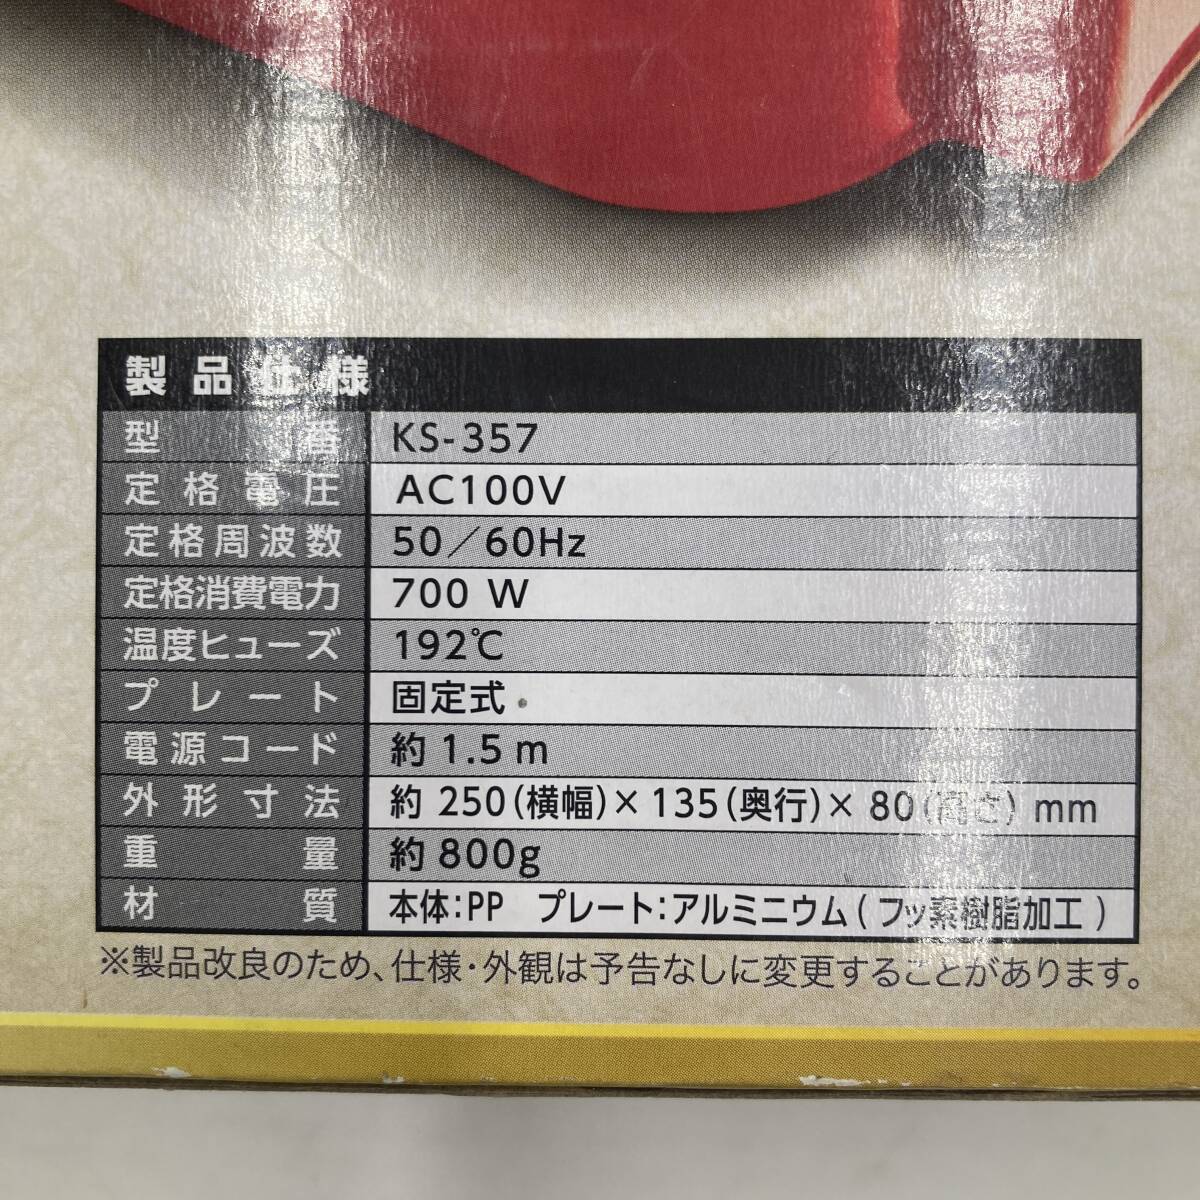 製品仕様
型番 KS-357
定格電圧 AC100V
定格周波数 50／60Hz
定格消費電力 700 W
温度ヒューズ 192℃
プレート 固定式
電源コード 約 1.5 m
外形寸法 約 250(横幅)×135(奥行)×80(高さ) mm
重量 約 800g
材質 本体:PP プレート:アルミニウム(フッ素樹脂加工)
※製品改良のため、仕様・外観は予告なしに変更することがあります。